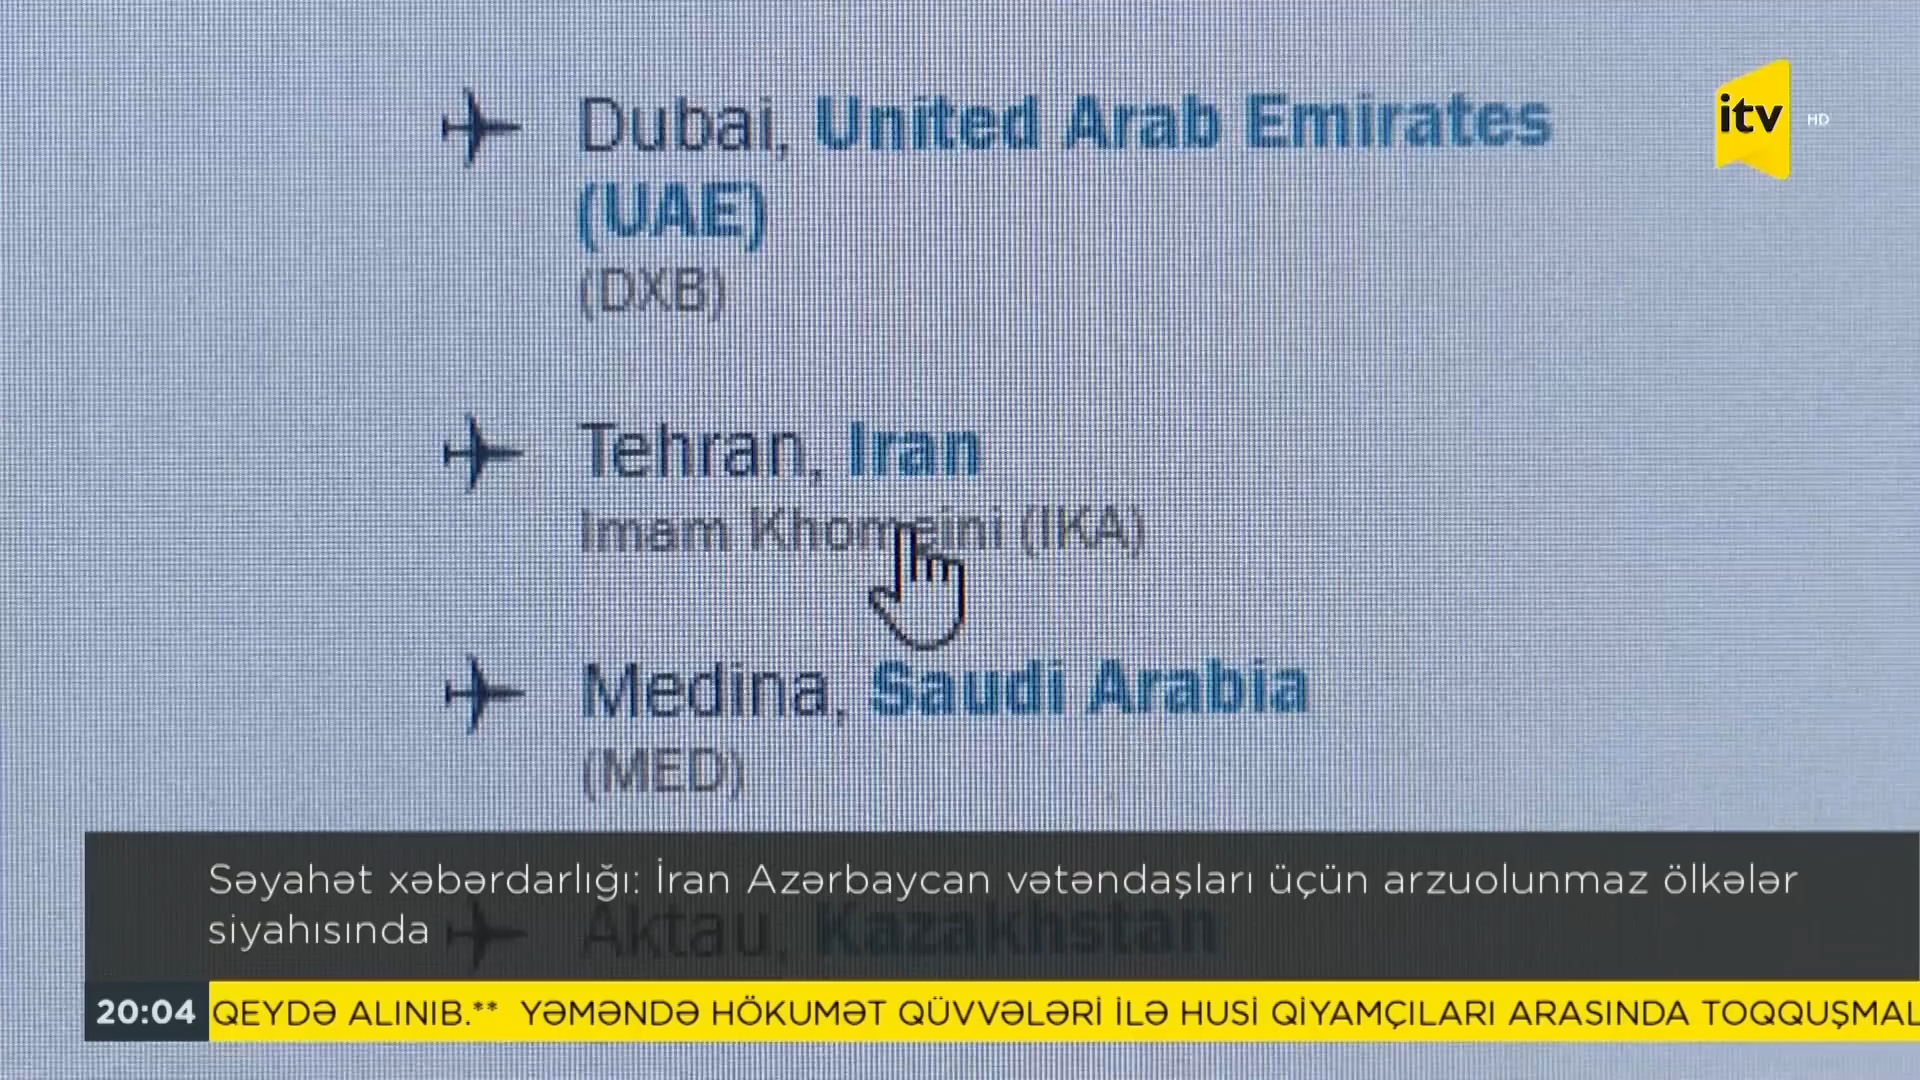 Dubai, United Arab Emirates
(UAE)
(DXB)
itv HD
Tehran, Iran
Imam Khomeini (IKA)
Medina, Saudi Arabia
(MED)
Səyahət xəbərdarlığı: İran Azərbaycan vətəndaşları üçün arzuolunmaz ölkələr
siyahısında
Aktau, Kazakhstan
20:04 QEYDƏ ALINIB.** YƏMƏNDƏ HÖKUMƏT QÜVVƏLƏRİ İLƏ HUSİ QİYAMÇILARI ARASINDA TOQQUŞMAL